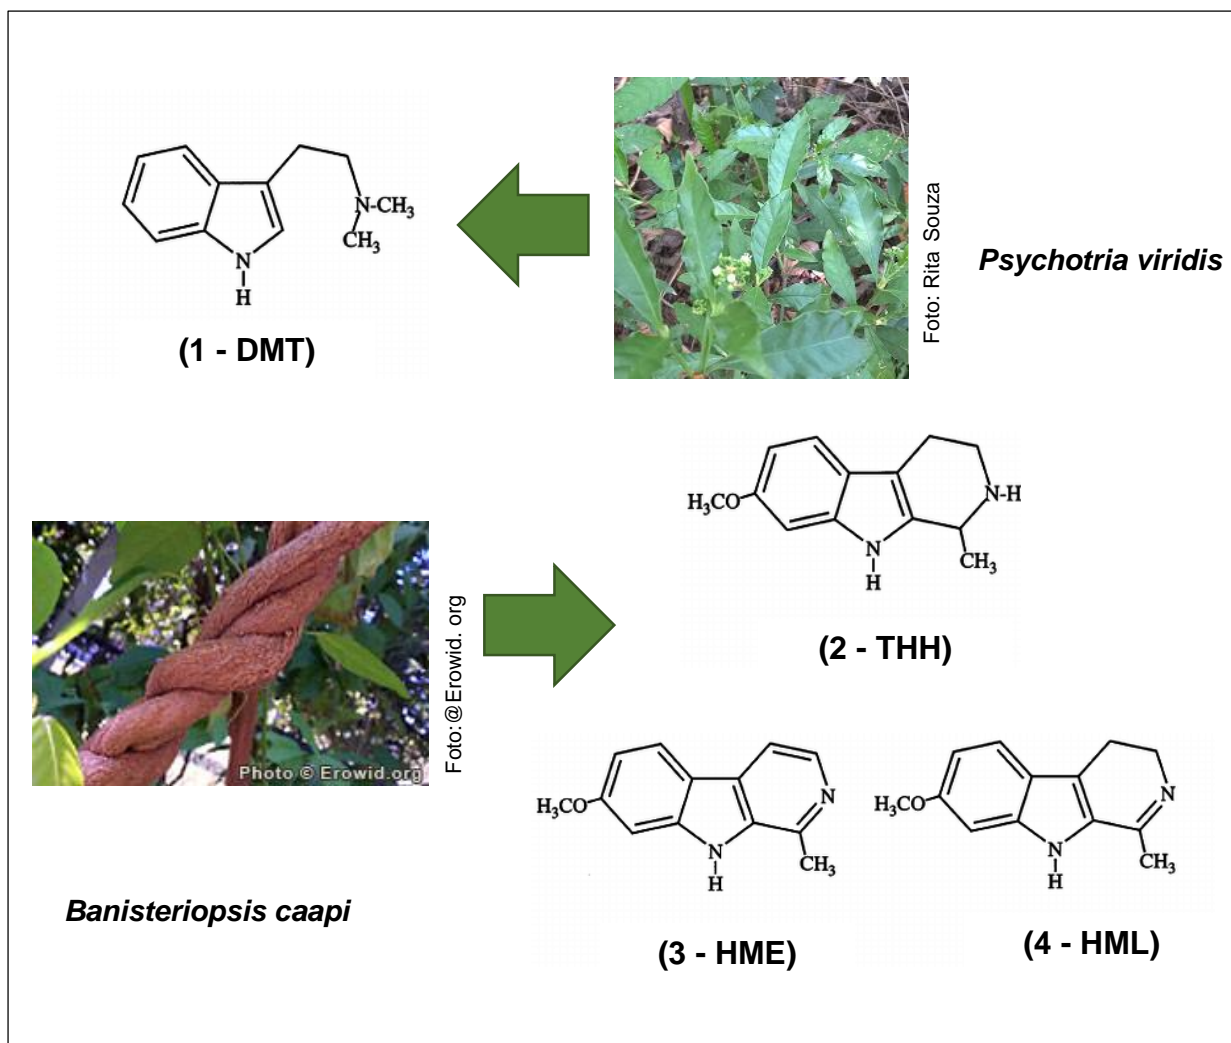 N-CH₃
CH₃
N
H
(1 - DMT)
Foto: Rita Souza
Psychotria viridis
H₃CO
N-H
N
H
CH₃
(2 - THH)
Photo © Erowid.org
Foto:@Erowid. org
Banisteriopsis caapi
H₃CO
N
N
H
CH₃
(3 - HME)
H₃CO
N
N
H
CH₃
(4 - HML)